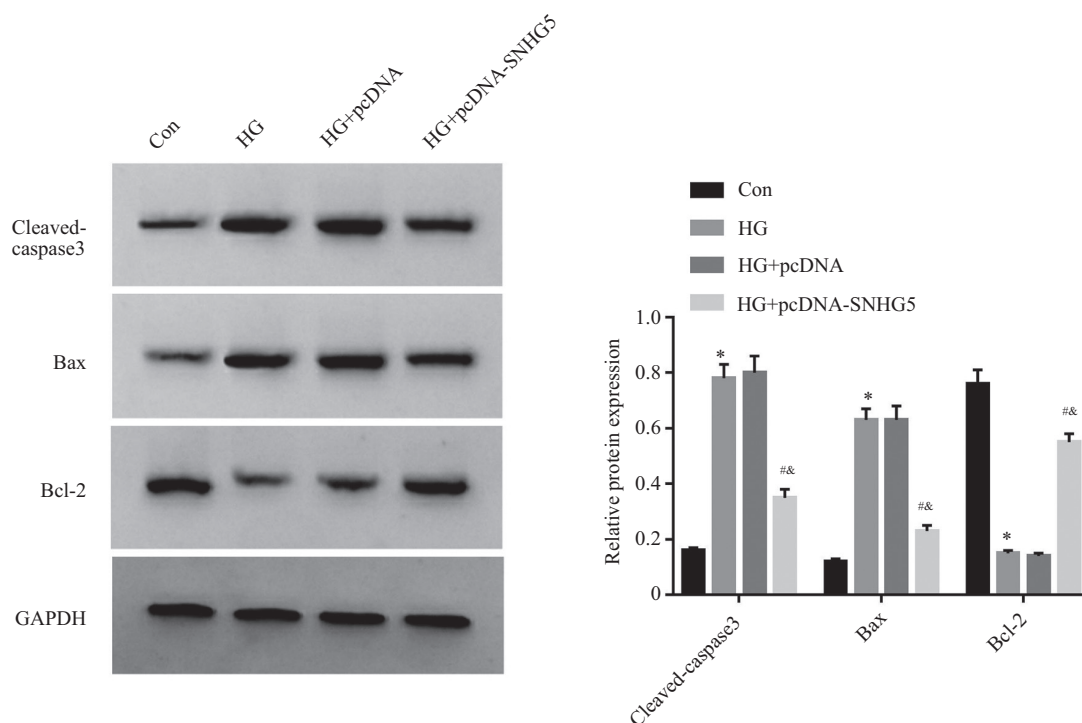 Con
HG
HG+pcDNA
HG+pcDNA-SNHG5
Cleaved-
caspase3
Bax
Bcl-2
GAPDH
Con
HG
HG+pcDNA
HG+pcDNA-SNHG5
Relative protein expression
1.0
0.8
0.6
0.4
0.2
0
*
#&
*
#&
*
#&
Cleaved-caspase3
Bax
Bcl-2